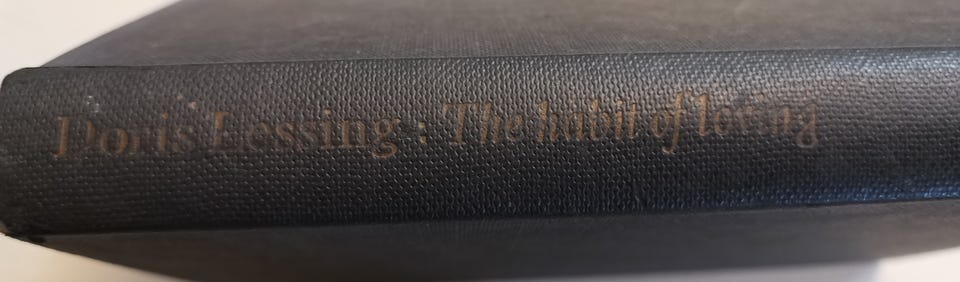 Doris Lessing : The habit of loving